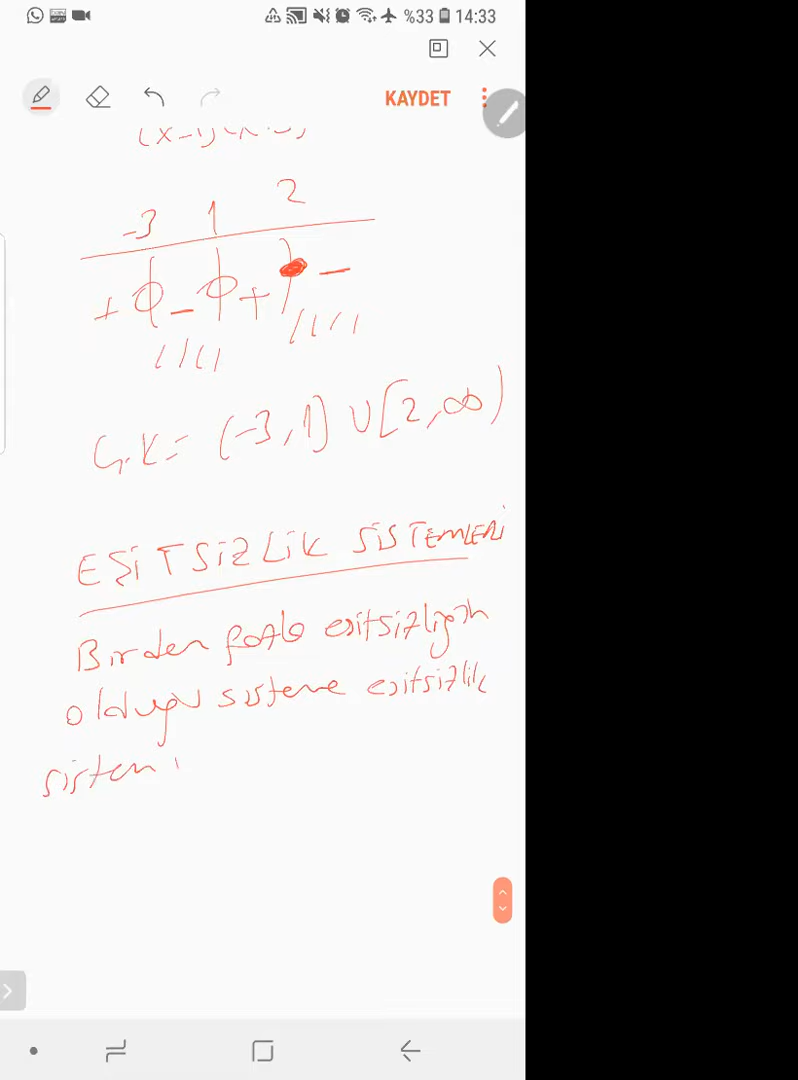 %33 14:33
KAYDET
-3 1 2
+ - + -
Ç.K= (-3,1) ∪ [2,∞)
EŞİTSİZLİK SİSTEMLERİ
Birden fazla eşitsizliğin
olduğu sisteme eşitsizlik
sistemi